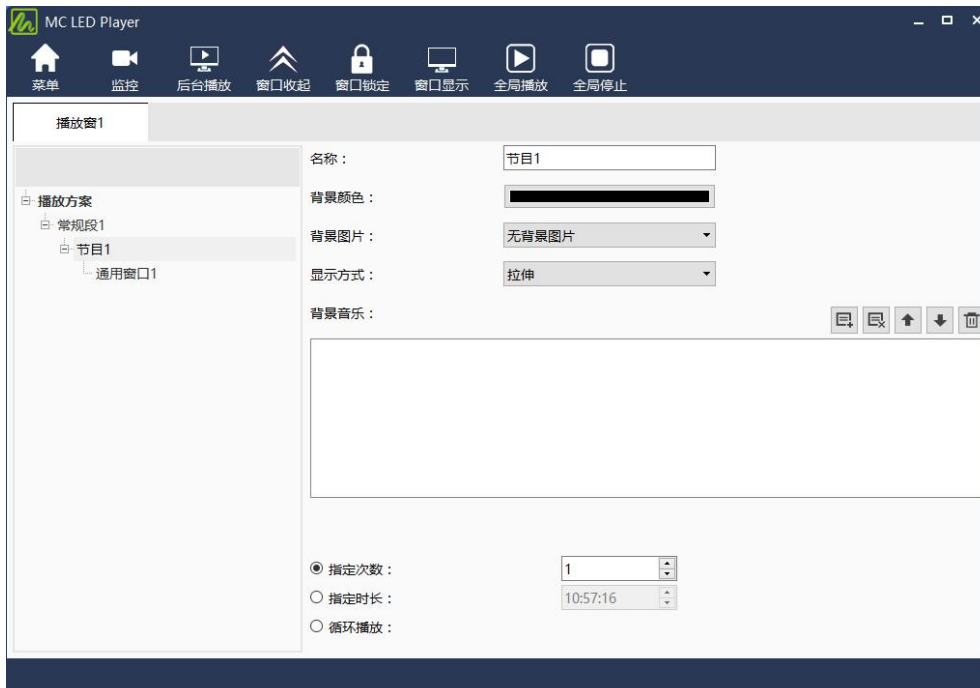 MC LED Player
菜单 监控 后台播放 窗口收起 窗口锁定 窗口显示 全局播放 全局停止
播放窗1
播放方案
常规段1
节目1
通用窗口1
名称： 节目1
背景颜色：
背景图片： 无背景图片
显示方式： 拉伸
背景音乐：
指定次数： 1
指定时长： 10:57:16
循环播放：